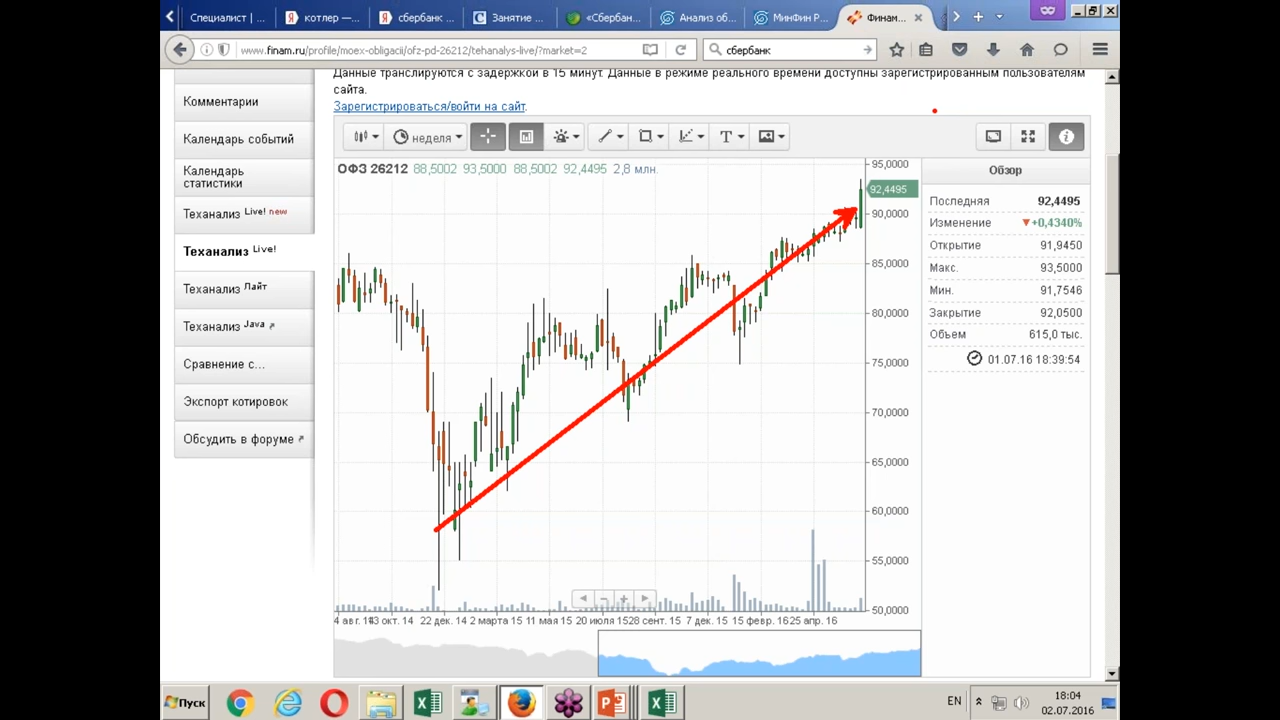 Специалист | ...
котлер —...
сбербанк ...
Занятие ...
«Сбербан...
Анализ об...
МинФин Р...
Финам...
www.finam.ru/profile/moex-obligacii/ofz-pd-26212/tehanalys-live/?market=2
сбербанк
Данные транслируются с задержкой в 15 минут. Данные в режиме реального времени доступны зарегистрированным пользователям
сайта.
Зарегистрироваться/войти на сайт.
Комментарии
Календарь событий
Календарь
статистики
Теханализ Live! new
Теханализ Live!
Теханализ Лайт
Теханализ Java
Сравнение с...
Экспорт котировок
Обсудить в форуме
неделя
T
ОФЗ 26212 88,5002 93,5000 88,5002 92,4495 2,8 млн.
95,0000
92,4495
90,0000
85,0000
80,0000
75,0000
70,0000
65,0000
60,0000
55,0000
50,0000
4 авг. 14 13 окт. 14 22 дек. 14 2 марта 15 11 мая 15 20 июля 15 28 сент. 15 7 дек. 15 15 февр. 16 25 апр. 16
Обзор
Последняя 92,4495
Изменение +0,4340%
Открытие 91,9450
Макс. 93,5000
Мин. 91,7546
Закрытие 92,0500
Объем 615,0 тыс.
01.07.16 18:39:54
Пуск
EN
18:04
02.07.2016